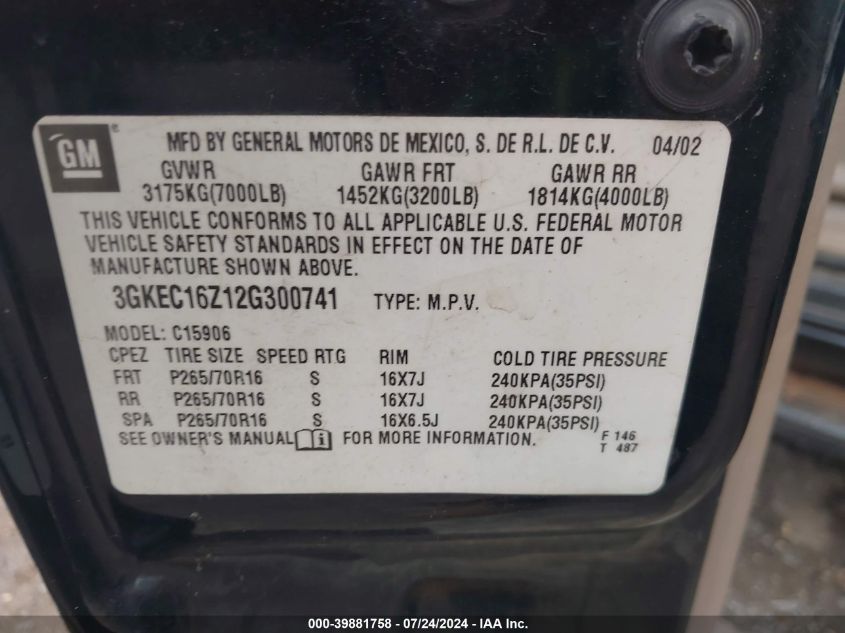 GM ®
MFD BY GENERAL MOTORS DE MEXICO, S. DE R.L. DE C.V. 04/02
GVWR GAWR FRT GAWR RR
3175KG(7000LB) 1452KG(3200LB) 1814KG(4000LB)
THIS VEHICLE CONFORMS TO ALL APPLICABLE U.S. FEDERAL MOTOR
VEHICLE SAFETY STANDARDS IN EFFECT ON THE DATE OF
MANUFACTURE SHOWN ABOVE.
3GKEC16Z12G300741 TYPE: M.P.V.
MODEL: C15906
CPEZ TIRE SIZE SPEED RTG RIM COLD TIRE PRESSURE
FRT P265/70R16 S 16X7J 240KPA(35PSI)
RR P265/70R16 S 16X7J 240KPA(35PSI)
SPA P265/70R16 S 16X6.5J 240KPA(35PSI)
SEE OWNER'S MANUAL FOR MORE INFORMATION. F 146
T 487
000-39881758 - 07/24/2024 - IAA Inc.